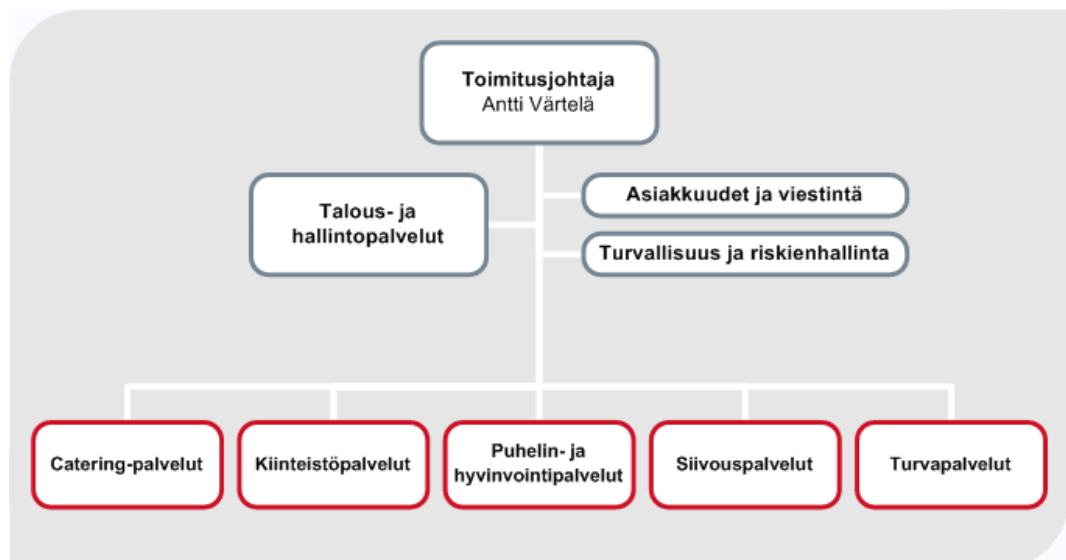 Toimitusjohtaja
Antti Värtelä
Talous- ja
hallintopalvelut
Asiakkuudet ja viestintä
Turvallisuus ja riskienhallinta
Catering-palvelut
Kiinteistöpalvelut
Puhelin- ja
hyvinvointipalvelut
Siivouspalvelut
Turvapalvelut